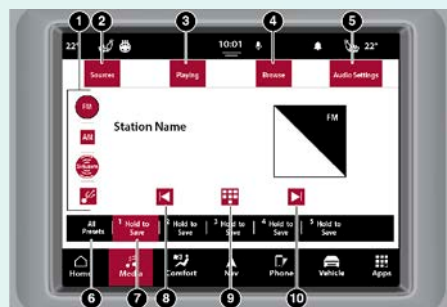 1 2 3 4 5
22° 10:01 22°
Sources Playing Browse Audio Settings
FM
AM
SiriusXM
Station Name
FM
All Presets
1 Hold to Save
2 Hold to Save
3 Hold to Save
4 Hold to Save
5 Hold to Save
Home Media Comfort Nav Phone Vehicle Apps
6 7 8 9 10